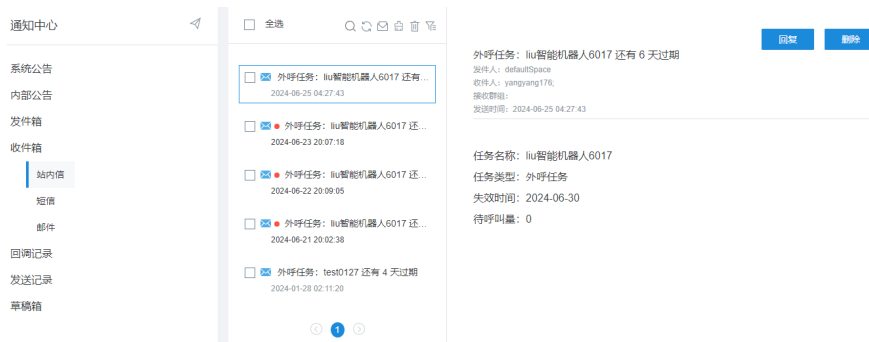 通知中心
系统公告
内部公告
发件箱
收件箱
站内信
短信
邮件
回调记录
发送记录
草稿箱
全选
外呼任务：liu智能机器人6017 还有...
2024-06-25 04:27:43
外呼任务：liu智能机器人6017 还...
2024-06-23 20:07:18
外呼任务：liu智能机器人6017 还...
2024-06-22 20:09:05
外呼任务：liu智能机器人6017 还...
2024-06-21 20:02:38
外呼任务：test0127 还有 4 天过期
2024-01-28 02:11:20
1
回复 删除
外呼任务：liu智能机器人6017 还有 6 天过期
发件人：defaultSpace
收件人：yangyang176;
接收群组：
发送时间：2024-06-25 04:27:43
任务名称：liu智能机器人6017
任务类型：外呼任务
失效时间：2024-06-30
待呼叫量：0